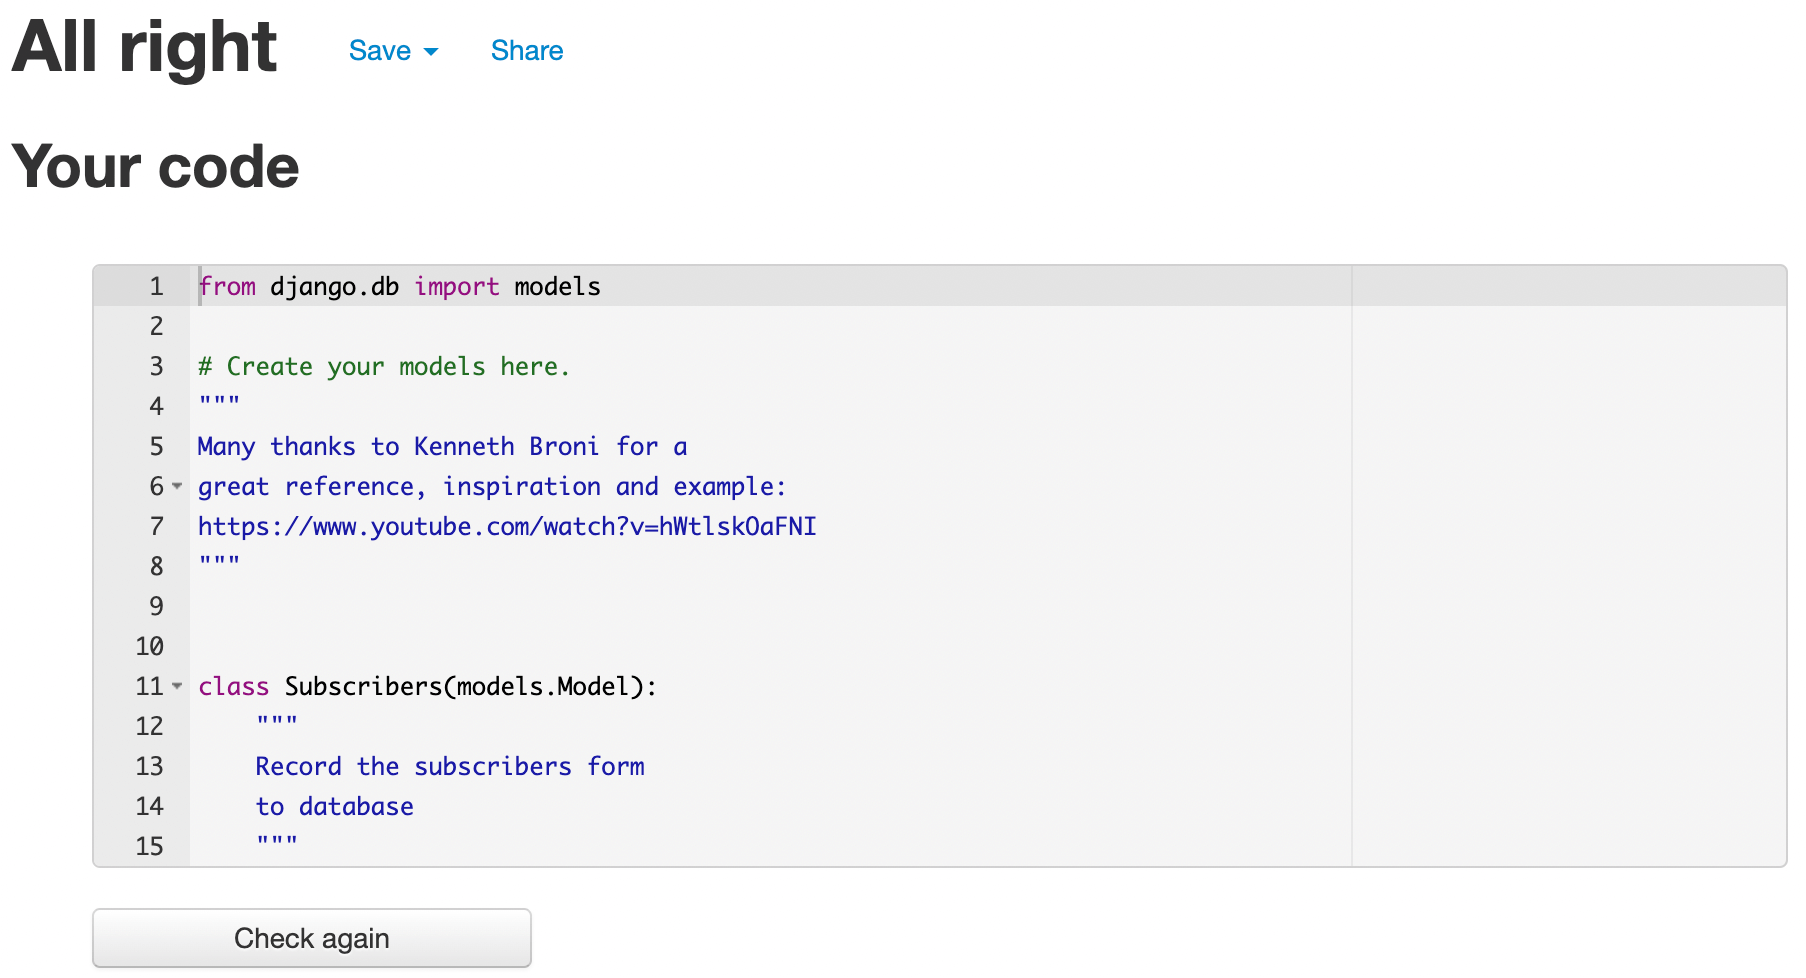 All right
Save
Share
Your code
1 from django.db import models
2
3 # Create your models here.
4 """
5 Many thanks to Kenneth Broni for a
6 great reference, inspiration and example:
7 https://www.youtube.com/watch?v=hWtlskOaFNI
8 """
9
10
11 class Subscribers(models.Model):
12     """
13     Record the subscribers form
14     to database
15     """
Check again